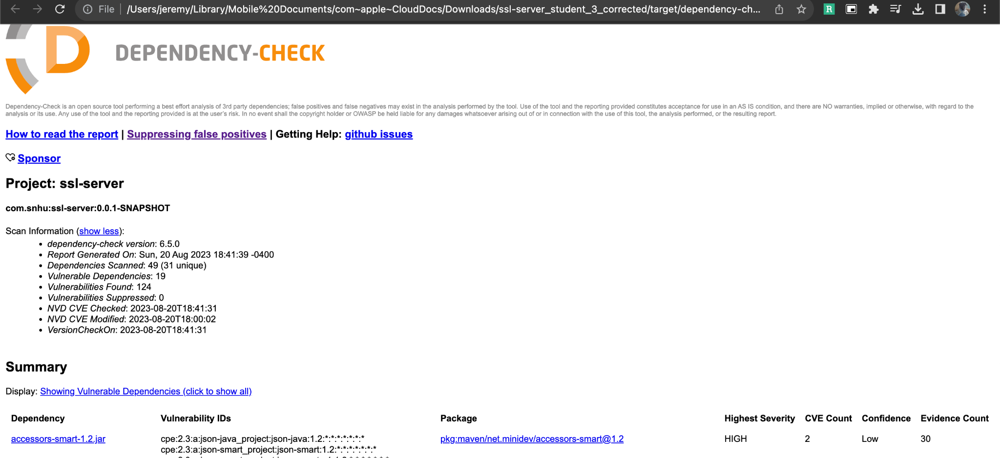 File
/Users/jeremy/Library/Mobile%20Documents/com~apple~CloudDocs/Downloads/ssl-server_student_3_corrected/target/dependency-ch...
R
D
DEPENDENCY-CHECK
Dependency-Check is an open source tool performing a best effort analysis of 3rd party dependencies; false positives and false negatives may exist in the analysis performed by the tool. Use of the tool and the reporting provided constitutes acceptance for use in an AS IS condition, and there are NO warranties, implied or otherwise, with regard to the
analysis or its use. Any use of the tool and the reporting provided is at the user's risk. In no event shall the copyright holder or OWASP be held liable for any damages whatsoever arising out of or in connection with the use of this tool, the analysis performed, or the resulting report.
How to read the report | Suppressing false positives | Getting Help: github issues
Sponsor
Project: ssl-server
com.snhu:ssl-server:0.0.1-SNAPSHOT
Scan Information (show less):
• dependency-check version: 6.5.0
• Report Generated On: Sun, 20 Aug 2023 18:41:39 -0400
• Dependencies Scanned: 49 (31 unique)
• Vulnerable Dependencies: 19
• Vulnerabilities Found: 124
• Vulnerabilities Suppressed: 0
• NVD CVE Checked: 2023-08-20T18:41:31
• NVD CVE Modified: 2023-08-20T18:00:02
• VersionCheckOn: 2023-08-20T18:41:31
Summary
Display: Showing Vulnerable Dependencies (click to show all)
Dependency Vulnerability IDs Package Highest Severity CVE Count Confidence Evidence Count
accessors-smart-1.2.jar cpe:2.3:a:json-java_project:json-java:1.2:*:*:*:*:*:*:* pkg:maven/net.minidev/accessors-smart@1.2 HIGH 2 Low 30
cpe:2.3:a:json-smart_project:json-smart:1.2:*:*:*:*:*:*:*